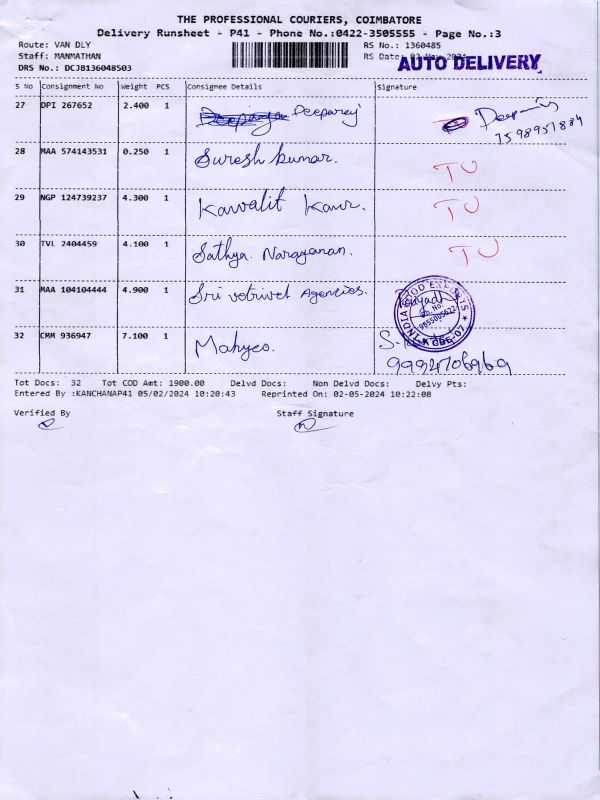 THE PROFESSIONAL COURIERS, COIMBATORE
Delivery Runsheet - P41 - Phone No.:0422-3505555 - Page No.:3
Route: VAN DLY RS No.: 1360485
Staff: MANMATHAN RS Date:
AUTO DELIVERY
DRS No.: DCJB136048503
S No Consignment No Weight PCS Consignee Details Signature
27 DPI 267652 2.400 1 Deeparaj
7598951884
28 MAA 574143531 0.250 1 Suresh kumar. TU
29 NGP 124739237 4.300 1 Kawalit Kaur. TU
30 TVL 2404459 4.100 1 Sathya Narayanan. TU
31 MAA 104104444 4.900 1 Sri vetrivel Agencies.
32 CMM 936947 7.100 1
9994706969
Tot Docs: 32 Tot COD Amt: 1900.00 Delvd Docs: Non Delvd Docs: Delvy Pts:
Entered By :KANCHANAP41 05/02/2024 10:20:43 Reprinted On: 02-05-2024 10:22:08
Verified By Staff Signature